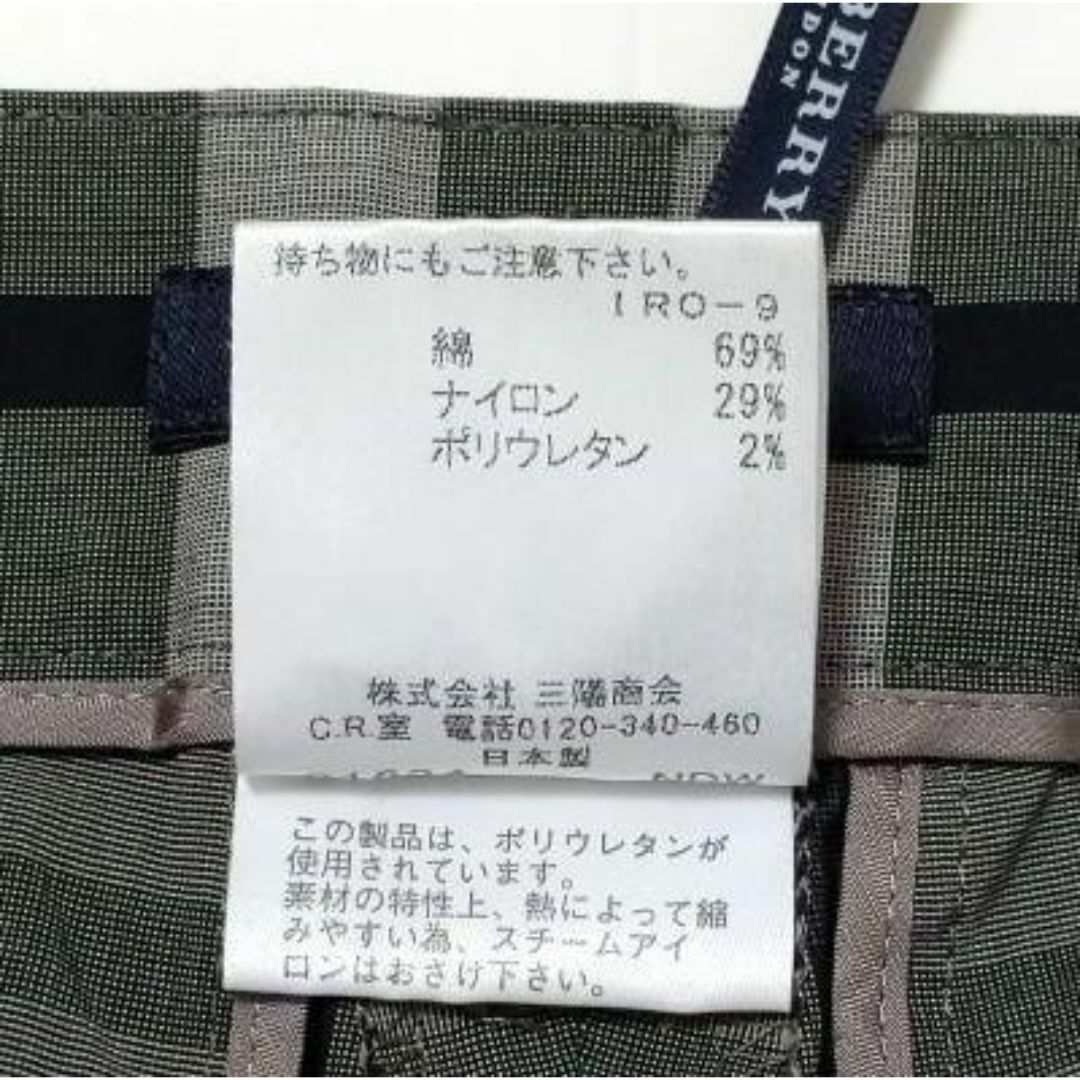 BERRY
NDON
待ち物にもご注意下さい。
IRO-9
綿 69%
ナイロン 29%
ポリウレタン 2%
株式会社 三陽商会
C.R.室 電話0120-340-460
日本製
NDW
この製品は、ポリウレタンが
使用されています。
素材の特性上、熱によって縮
みやすい為、スチームアイ
ロンはおさけ下さい。